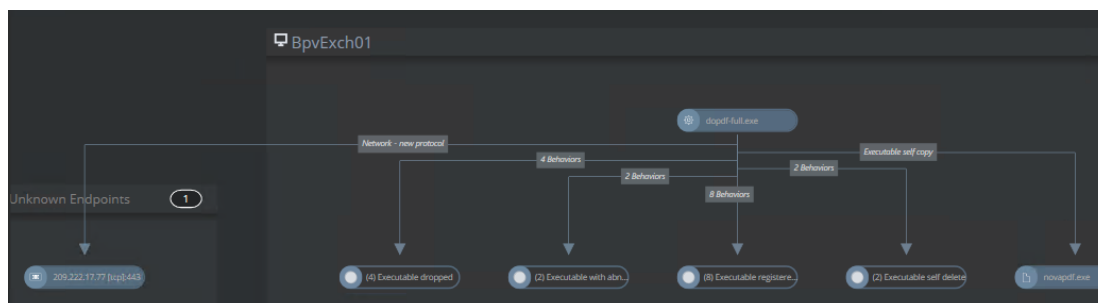 BpvExch01
dopdf-full.exe
Network - new protocol
Executable self copy
4 Behaviors
2 Behaviors
2 Behaviors
8 Behaviors
Unknown Endpoints 1
209.222.17.77 [tcp]:443
(4) Executable dropped
(2) Executable with abn...
(8) Executable registere...
(2) Executable self delete
novapdf.exe